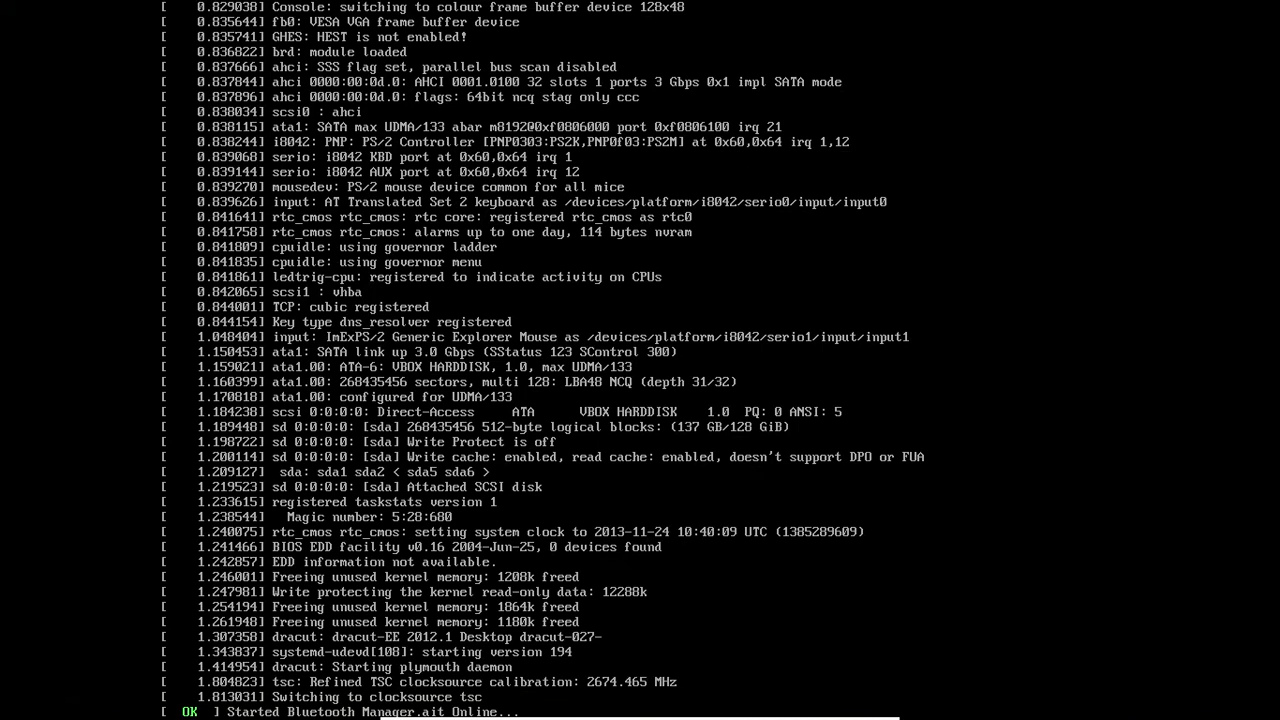 [    0.829038] Console: switching to colour frame buffer device 128x48
[    0.835644] fb0: VESA VGA frame buffer device
[    0.835741] GHES: HEST is not enabled!
[    0.836822] brd: module loaded
[    0.837666] ahci: SSS flag set, parallel bus scan disabled
[    0.837844] ahci 0000:00:0d.0: AHCI 0001.0100 32 slots 1 ports 3 Gbps 0x1 impl SATA mode
[    0.837896] ahci 0000:00:0d.0: flags: 64bit ncq stag only ccc
[    0.838034] scsi0 : ahci
[    0.838115] ata1: SATA max UDMA/133 abar m8192@0xf0806000 port 0xf0806100 irq 21
[    0.838244] i8042: PNP: PS/2 Controller [PNP0303:PS2K,PNP0f03:PS2M] at 0x60,0x64 irq 1,12
[    0.839068] serio: i8042 KBD port at 0x60,0x64 irq 1
[    0.839144] serio: i8042 AUX port at 0x60,0x64 irq 12
[    0.839270] mousedev: PS/2 mouse device common for all mice
[    0.839626] input: AT Translated Set 2 keyboard as /devices/platform/i8042/serio0/input/input0
[    0.841641] rtc_cmos rtc_cmos: rtc core: registered rtc_cmos as rtc0
[    0.841758] rtc_cmos rtc_cmos: alarms up to one day, 114 bytes nvram
[    0.841809] cpuidle: using governor ladder
[    0.841835] cpuidle: using governor menu
[    0.841861] ledtrig-cpu: registered to indicate activity on CPUs
[    0.842065] scsi1 : vhba
[    0.844001] TCP: cubic registered
[    0.844154] Key type dns_resolver registered
[    1.048404] input: ImExPS/2 Generic Explorer Mouse as /devices/platform/i8042/serio1/input/input1
[    1.150453] ata1: SATA link up 3.0 Gbps (SStatus 123 SControl 300)
[    1.159021] ata1.00: ATA-6: VBOX HARDDISK, 1.0, max UDMA/133
[    1.160399] ata1.00: 268435456 sectors, multi 128: LBA48 NCQ (depth 31/32)
[    1.170818] ata1.00: configured for UDMA/133
[    1.184238] scsi 0:0:0:0: Direct-Access     ATA      VBOX HARDDISK    1.0  PQ: 0 ANSI: 5
[    1.189448] sd 0:0:0:0: [sda] 268435456 512-byte logical blocks: (137 GB/128 GiB)
[    1.198722] sd 0:0:0:0: [sda] Write Protect is off
[    1.200114] sd 0:0:0:0: [sda] Write cache: enabled, read cache: enabled, doesn't support DPO or FUA
[    1.209127]  sda: sda1 sda2 < sda5 sda6 >
[    1.219523] sd 0:0:0:0: [sda] Attached SCSI disk
[    1.233615] registered taskstats version 1
[    1.238544]   Magic number: 5:28:680
[    1.240075] rtc_cmos rtc_cmos: setting system clock to 2013-11-24 10:40:09 UTC (1385289609)
[    1.241466] BIOS EDD facility v0.16 2004-Jun-25, 0 devices found
[    1.242857] EDD information not available.
[    1.246001] Freeing unused kernel memory: 1208k freed
[    1.247981] Write protecting the kernel read-only data: 12288k
[    1.254194] Freeing unused kernel memory: 1864k freed
[    1.261948] Freeing unused kernel memory: 1180k freed
[    1.307358] dracut: dracut-EE 2012.1 Desktop dracut-027-
[    1.343837] systemd-udevd[108]: starting version 194
[    1.414954] dracut: Starting plymouth daemon
[    1.804823] tsc: Refined TSC clocksource calibration: 2674.465 MHz
[    1.813031] Switching to clocksource tsc
[  OK  ] Started Bluetooth Manager.ait Online...